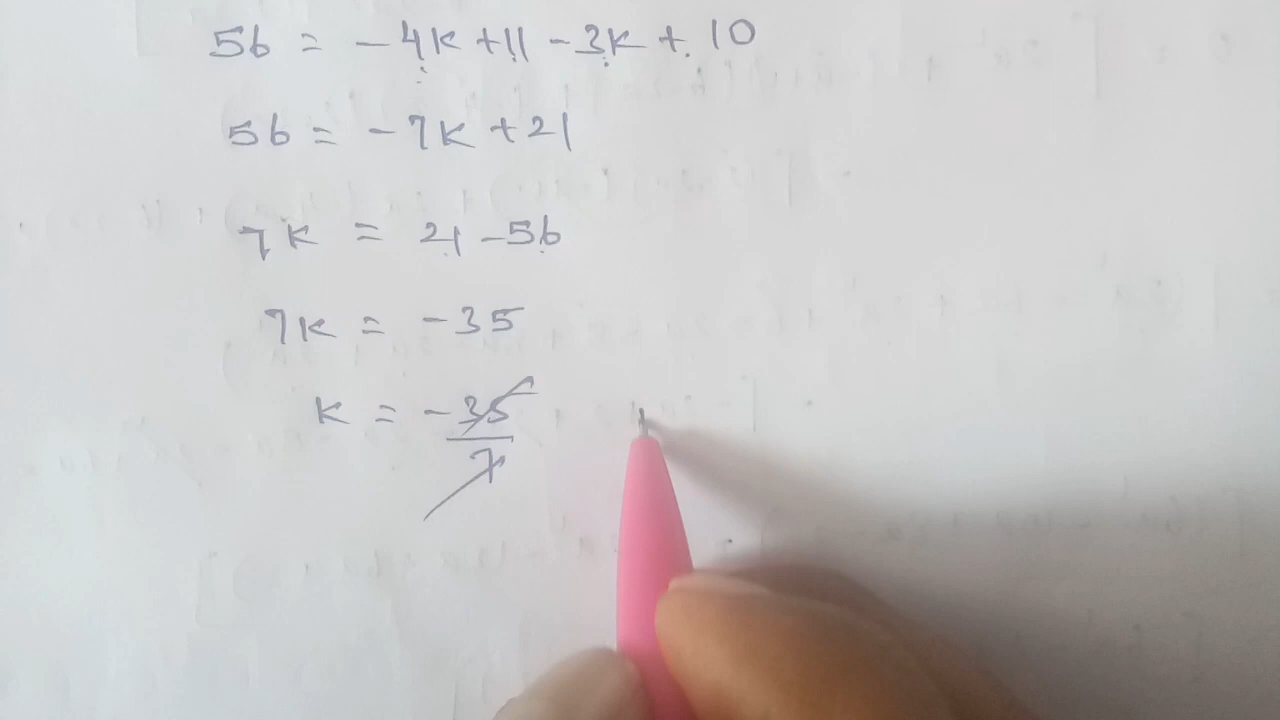 56 = -4k +11 -3k + 10
56 = -7k +21
7k = 21 -56
7k = -35
k = -35/7